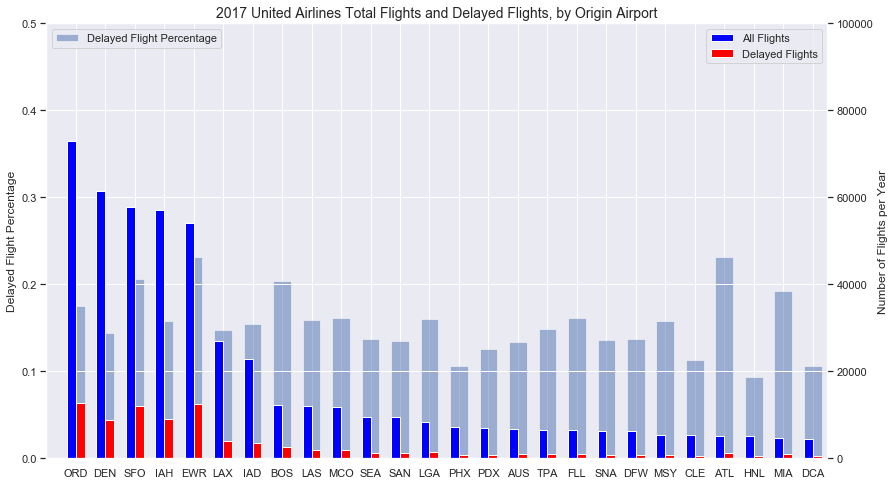 2017 United Airlines Total Flights and Delayed Flights, by Origin Airport
Delayed Flight Percentage
All Flights
Delayed Flights
0.5
0.4
0.3
0.2
0.1
0.0
Delayed Flight Percentage
100000
80000
60000
40000
20000
0
Number of Flights per Year
ORD DEN SFO IAH EWR LAX IAD BOS LAS MCO SEA SAN LGA PHX PDX AUS TPA FLL SNA DFW MSY CLE ATL HNL MIA DCA